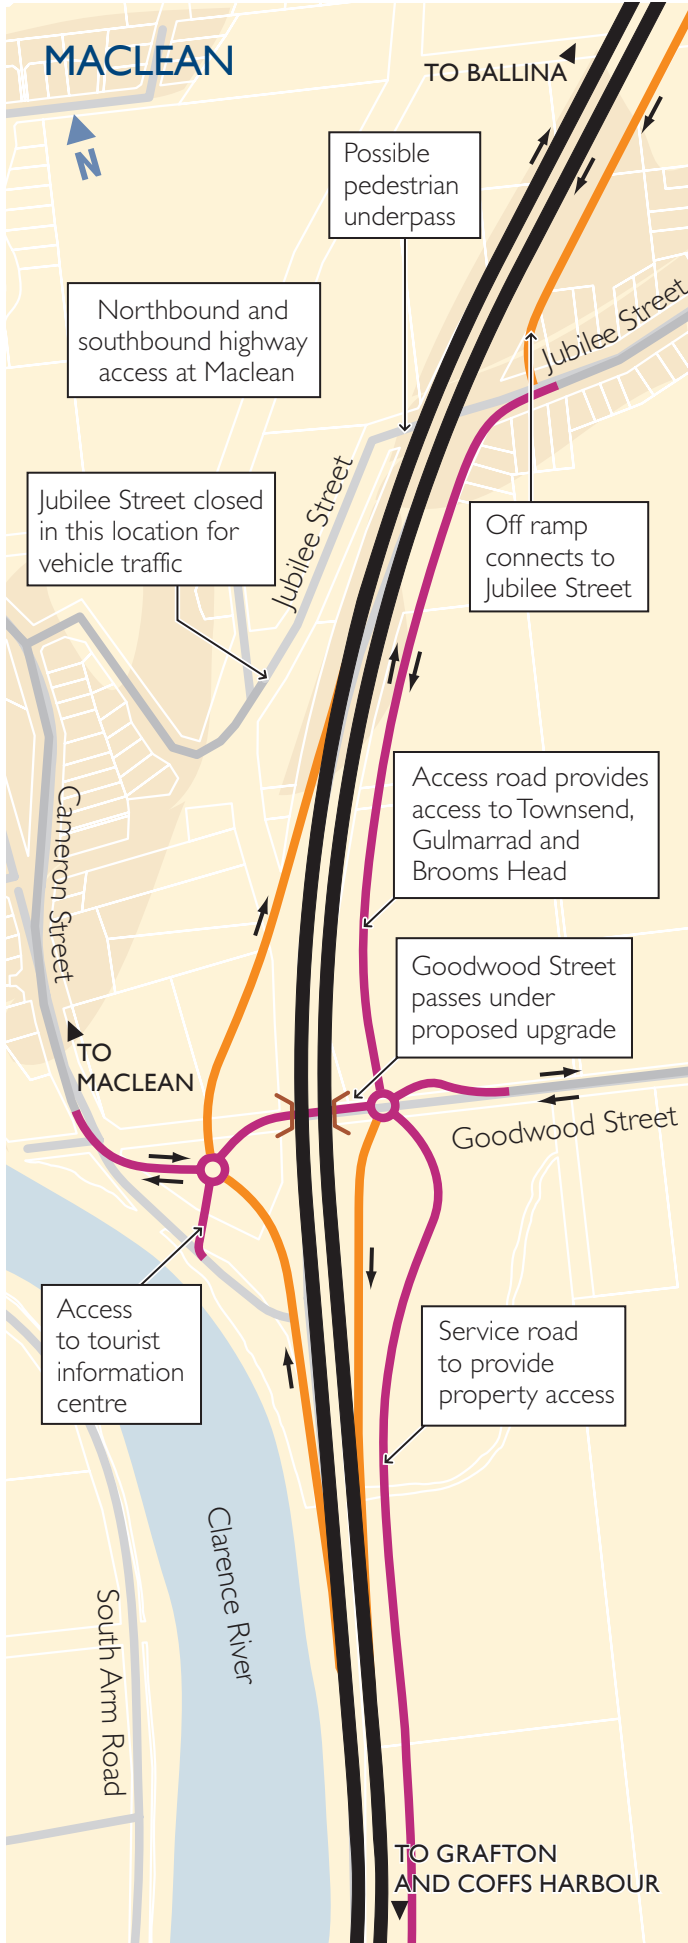 MACLEAN
TO BALLINA
N
Possible
pedestrian
underpass
Northbound and
southbound highway
access at Maclean
Jubilee Street
Jubilee Street closed
in this location for
vehicle traffic
Jubilee Street
Off ramp
connects to
Jubilee Street
Access road provides
access to Townsend,
Gulmarrad and
Brooms Head
Cameron Street
Goodwood Street
passes under
proposed upgrade
TO
MACLEAN
Goodwood Street
Access
to tourist
information
centre
Service road
to provide
property access
Clarence River
South Arm Road
TO GRAFTON
AND COFFS HARBOUR